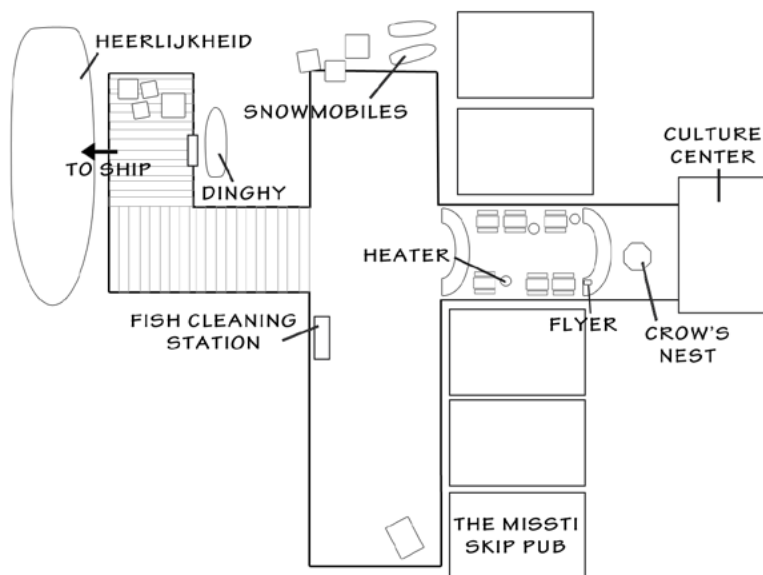 HEERLIJKHEID
SNOWMOBILES
CULTURE
CENTER
TO SHIP
DINGHY
HEATER
FISH CLEANING
STATION
FLYER
CROW'S
NEST
THE MISSTI
SKIP PUB